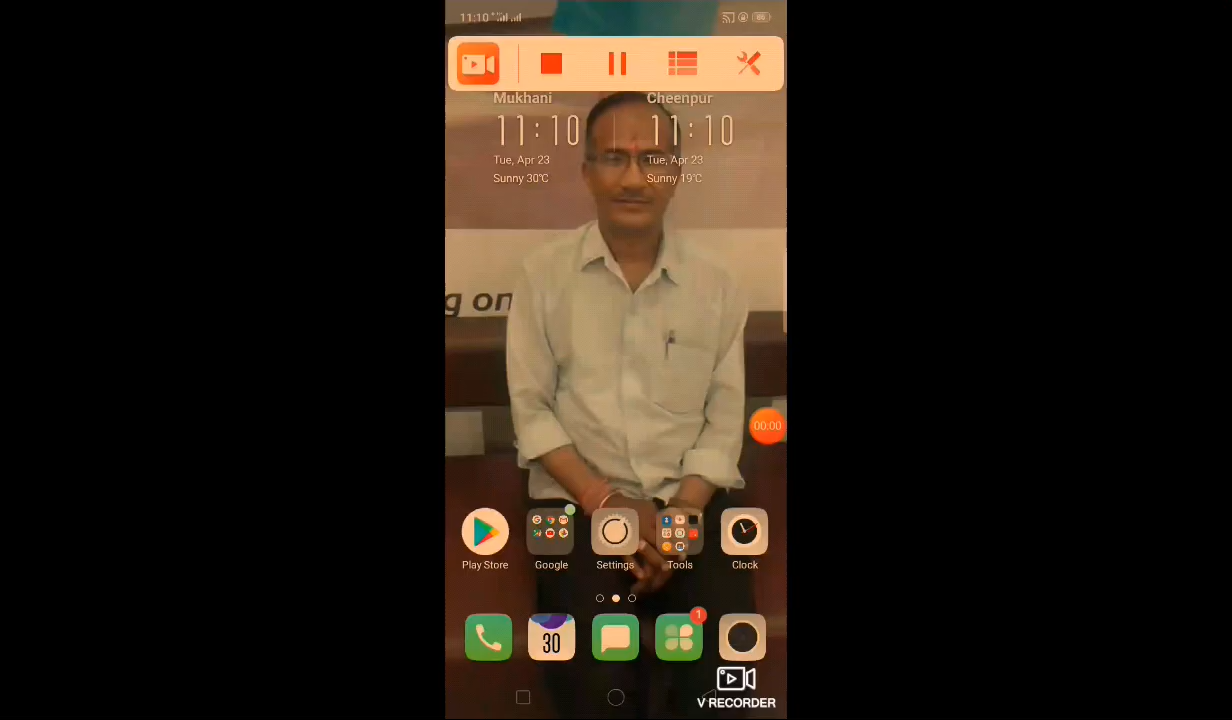 11:10
86
Mukhani
Cheenpur
11:10
11:10
Tue, Apr 23
Tue, Apr 23
Sunny 30℃
Sunny 19℃
g on
00:00
Play Store
Google
Settings
Tools
Clock
1
30
V RECORDER